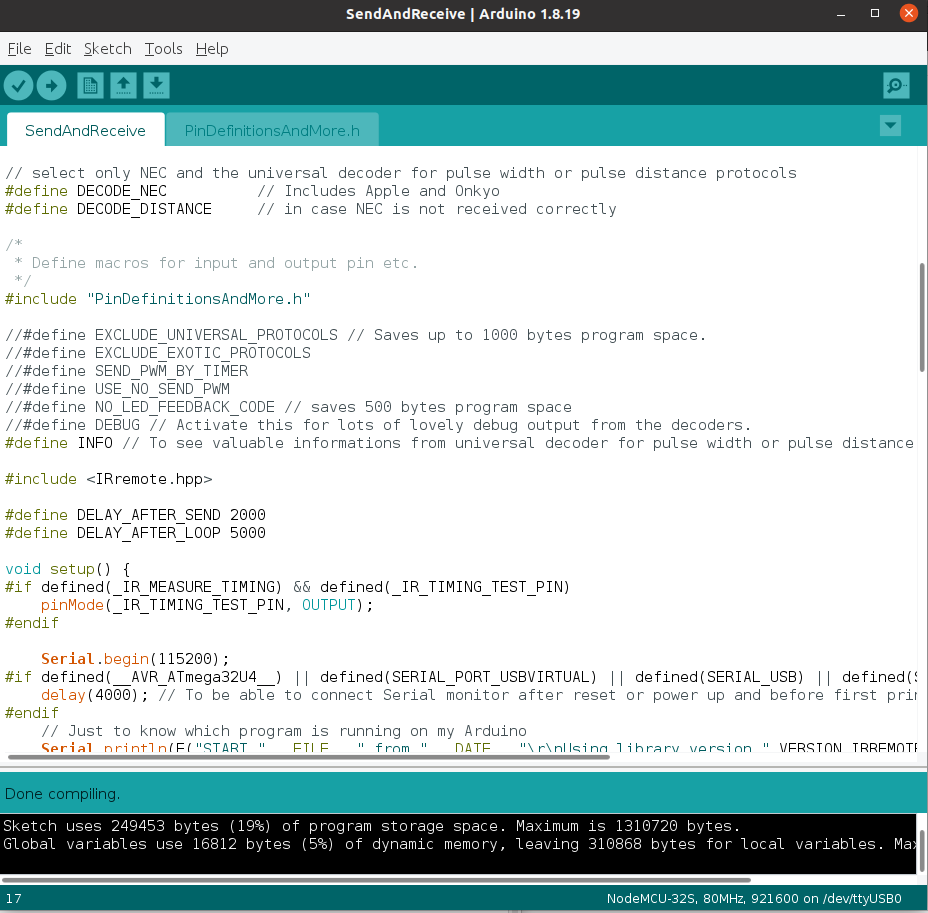 SendAndReceive | Arduino 1.8.19
File Edit Sketch Tools Help
SendAndReceive PinDefinitionsAndMore.h
// select only NEC and the universal decoder for pulse width or pulse distance protocols
#define DECODE_NEC // Includes Apple and Onkyo
#define DECODE_DISTANCE // in case NEC is not received correctly
/*
* Define macros for input and output pin etc.
*/
#include "PinDefinitionsAndMore.h"
//#define EXCLUDE_UNIVERSAL_PROTOCOLS // Saves up to 1000 bytes program space.
//#define EXCLUDE_EXOTIC_PROTOCOLS
//#define SEND_PWM_BY_TIMER
//#define USE_NO_SEND_PWM
//#define NO_LED_FEEDBACK_CODE // saves 500 bytes program space
//#define DEBUG // Activate this for lots of lovely debug output from the decoders.
#define INFO // To see valuable informations from universal decoder for pulse width or pulse distance
#include <IRremote.hpp>
#define DELAY_AFTER_SEND 2000
#define DELAY_AFTER_LOOP 5000
void setup() {
#if defined(_IR_MEASURE_TIMING) && defined(_IR_TIMING_TEST_PIN)
pinMode(_IR_TIMING_TEST_PIN, OUTPUT);
#endif
Serial.begin(115200);
#if defined(__AVR_ATmega32U4__) || defined(SERIAL_PORT_USBVIRTUAL) || defined(SERIAL_USB) || defined(
delay(4000); // To be able to connect Serial monitor after reset or power up and before first
#endif
// Just to know which program is running on my Arduino
Serial.println(F("START " __FILE__ " from " __DATE__ "\r\nUsing library version " VERSION_IRREMOTE
Done compiling.
Sketch uses 249453 bytes (19%) of program storage space. Maximum is 1310720 bytes.
Global variables use 16812 bytes (5%) of dynamic memory, leaving 310868 bytes for local variables.
17 NodeMCU-32S, 80MHz, 921600 on /dev/ttyUSB0